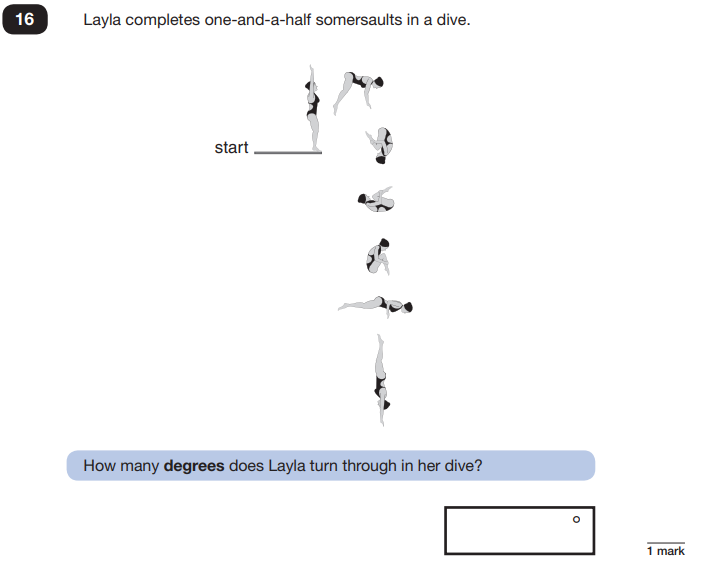 16
Layla completes one-and-a-half somersaults in a dive.
start
How many degrees does Layla turn through in her dive?
°
1 mark